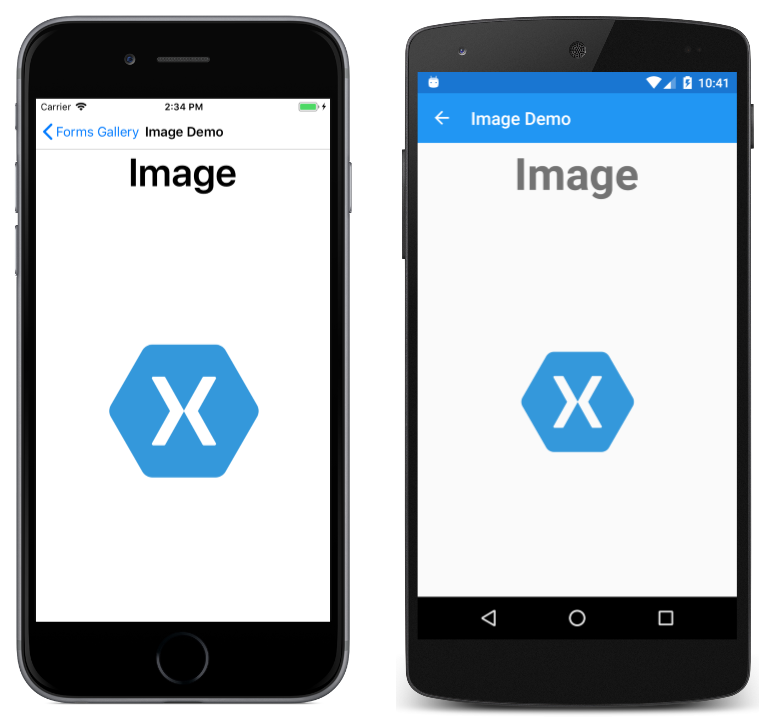 Carrier 2:34 PM
Forms Gallery Image Demo
Image
X
10:41
Image Demo
Image
X